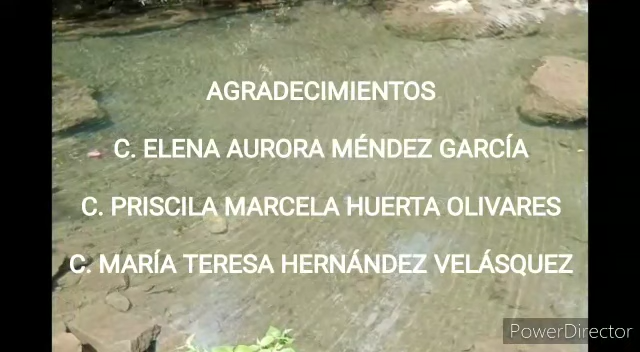 AGRADECIMIENTOS
C. ELENA AURORA MÉNDEZ GARCÍA
C. PRISCILA MARCELA HUERTA OLIVARES
C. MARÍA TERESA HERNÁNDEZ VELÁSQUEZ
PowerDirector